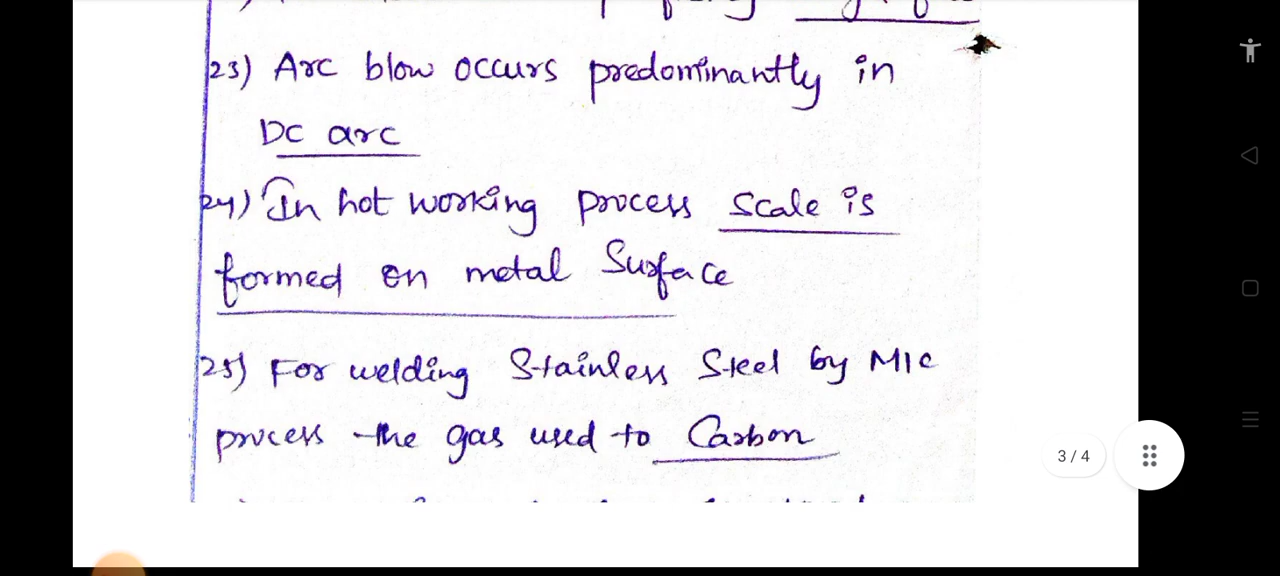 23) Arc blow occurs predominantly in
Dc arc
24) In hot working process scale is
formed on metal Surface
25) For welding Stainless Steel by MIC
process the gas used to Carbon
3 / 4